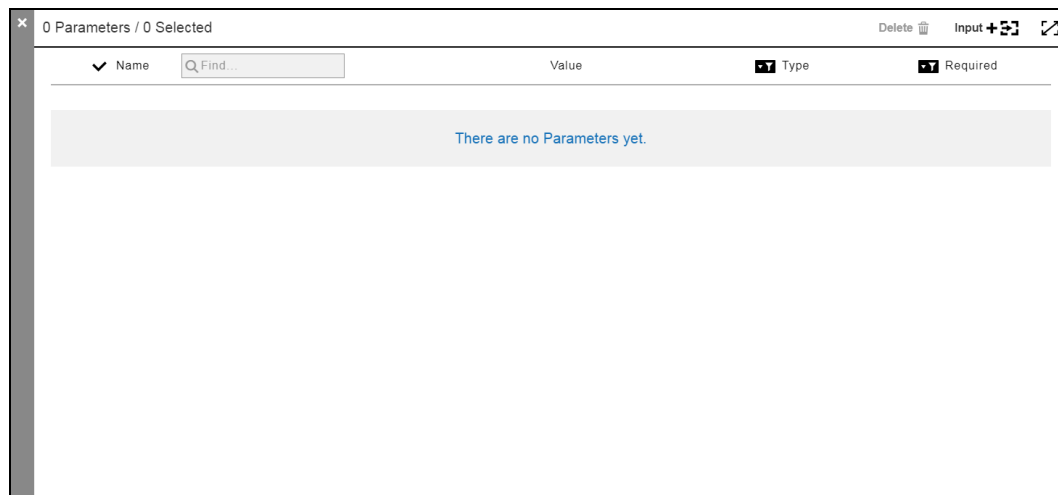 0 Parameters / 0 Selected Delete Input
Name Find... Value Type Required
There are no Parameters yet.